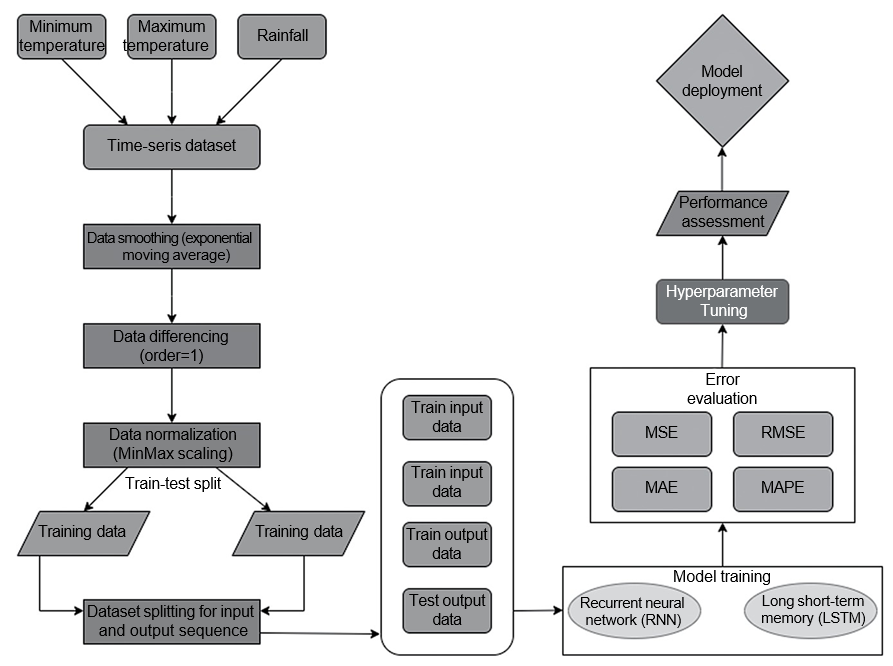 Minimum
temperature
Maximum
temperature
Rainfall
Time-seris dataset
Data smoothing (exponential
moving average)
Data differencing
(order=1)
Data normalization
(MinMax scaling)
Train-test split
Training data
Training data
Dataset splitting for input
and output sequence
Train input
data
Train input
data
Train output
data
Test output
data
Model training
Recurrent neural
network (RNN)
Long short-term
memory (LSTM)
Error
evaluation
MSE
RMSE
MAE
MAPE
Hyperparameter
Tuning
Performance
assessment
Model
deployment